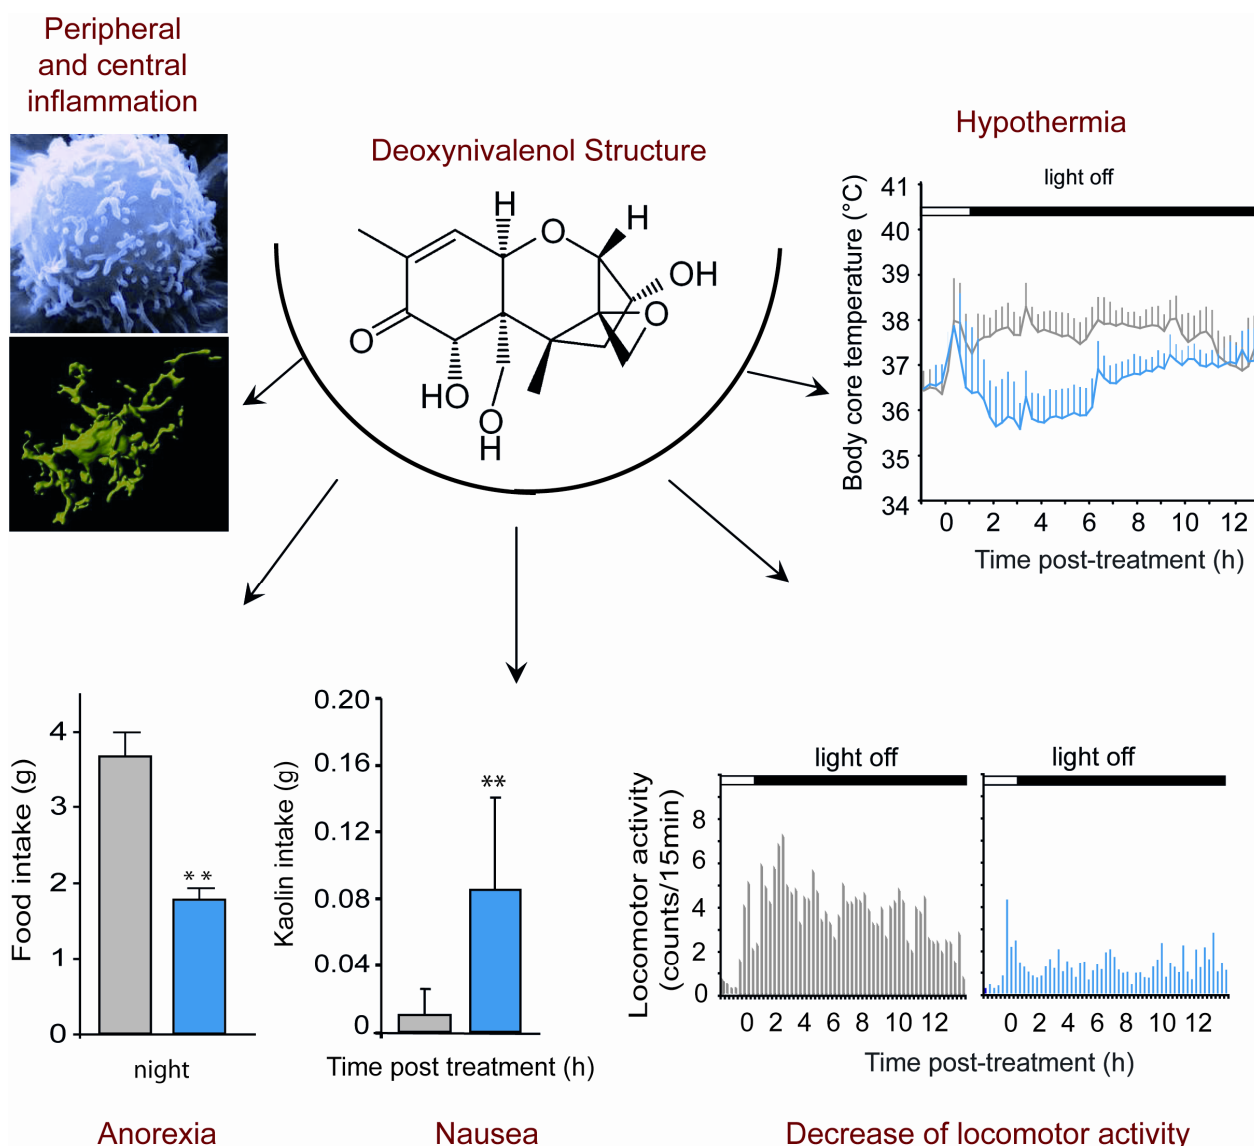 Peripheral
and central
inflammation
Deoxynivalenol Structure
H
O
H
OH
O
O
HO
O
H
Hypothermia
light off
Body core temperature (°C)
41
40
39
38
37
36
35
34
0 2 4 6 8 10 12
Time post-treatment (h)
Food intake (g)
4
3
2
1
0
**
night
Anorexia
Kaolin intake (g)
0.20
0.16
0.12
0.08
0.04
0
**
Time post treatment (h)
Nausea
light off
light off
Locomotor activity
(counts/15min)
8
6
4
2
0
0 2 4 6 8 10 12
0 2 4 6 8 10 12
Time post-treatment (h)
Decrease of locomotor activity